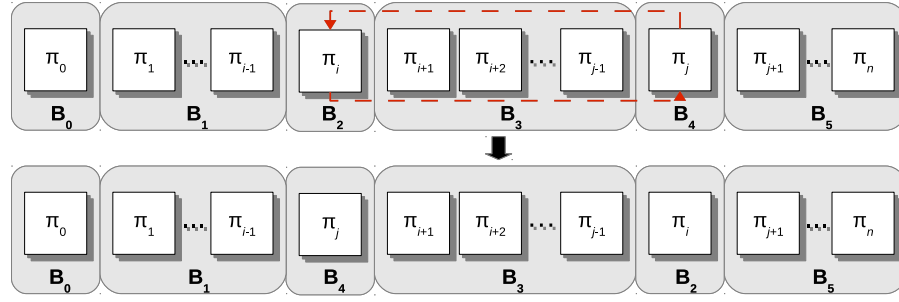 π₀ π₁ ... πᵢ₋₁ πᵢ πᵢ₊₁ πᵢ₊₂ ... πⱼ₋₁ πⱼ πⱼ₊₁ ... πₙ
B₀ B₁ B₂ B₃ B₄ B₅
π₀ π₁ ... πᵢ₋₁ πⱼ πᵢ₊₁ πᵢ₊₂ ... πⱼ₋₁ πᵢ πⱼ₊₁ ... πₙ
B₀ B₁ B₄ B₃ B₂ B₅